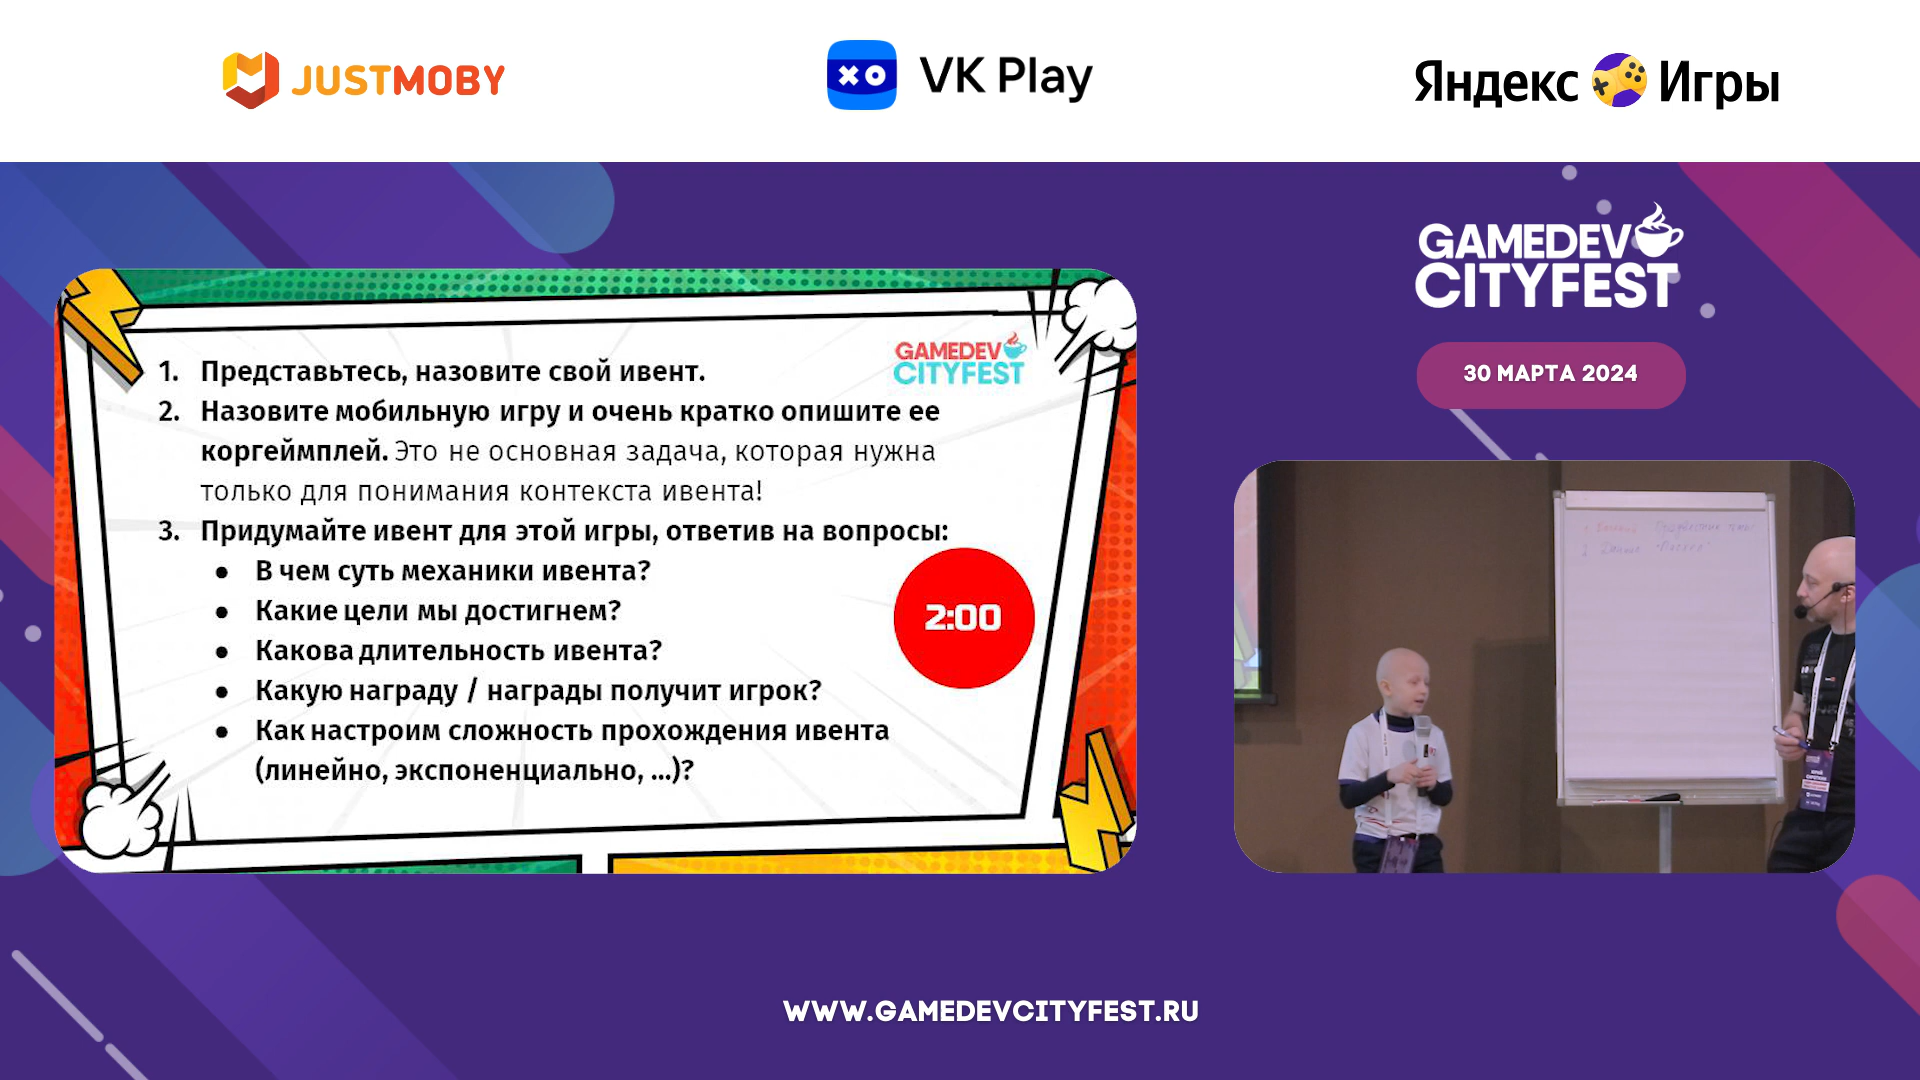 JUSTMOBY
VK Play
Яндекс Игры
GAMEDEV
CITYFEST
30 МАРТА 2024
GAMEDEV
CITYFEST
1. Представьтесь, назовите свой ивент.
2. Назовите мобильную игру и очень кратко опишите ее
коргеймплей. Это не основная задача, которая нужна
только для понимания контекста ивента!
3. Придумайте ивент для этой игры, ответив на вопросы:
● В чем суть механики ивента?
● Какие цели мы достигнем?
● Какова длительность ивента?
● Какую награду / награды получит игрок?
● Как настроим сложность прохождения ивента
(линейно, экспоненциально, ...)?
2:00
WWW.GAMEDEVCITYFEST.RU